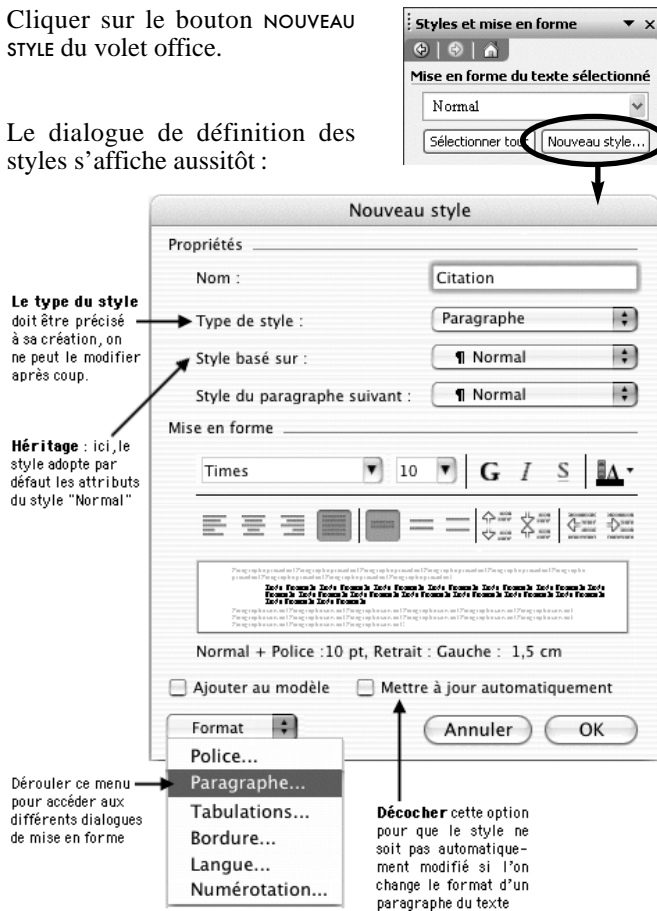 Cliquer sur le bouton NOUVEAU
STYLE du volet office.
Styles et mise en forme
Mise en forme du texte sélectionné
Normal
Sélectionner tout
Nouveau style...
Le dialogue de définition des
styles s'affiche aussitôt :
Nouveau style
Propriétés
Nom :
Citation
Le type du style
doit être précisé
à sa création, on
ne peut le modifier
après coup.
Type de style :
Paragraphe
Style basé sur :
¶ Normal
Style du paragraphe suivant :
¶ Normal
Héritage : ici, le
style adopte par
défaut les attributs
du style "Normal"
Mise en forme
Times
10
G I S A
Normal + Police :10 pt, Retrait : Gauche : 1,5 cm
Ajouter au modèle
Mettre à jour automatiquement
Format
Annuler
OK
Police...
Paragraphe...
Tabulations...
Bordure...
Langue...
Numérotation...
Dérouler ce menu
pour accéder aux
différents dialogues
de mise en forme
Décocher cette option
pour que le style ne
soit pas automatique-
ment modifié si l'on
change le format d'un
paragraphe du texte